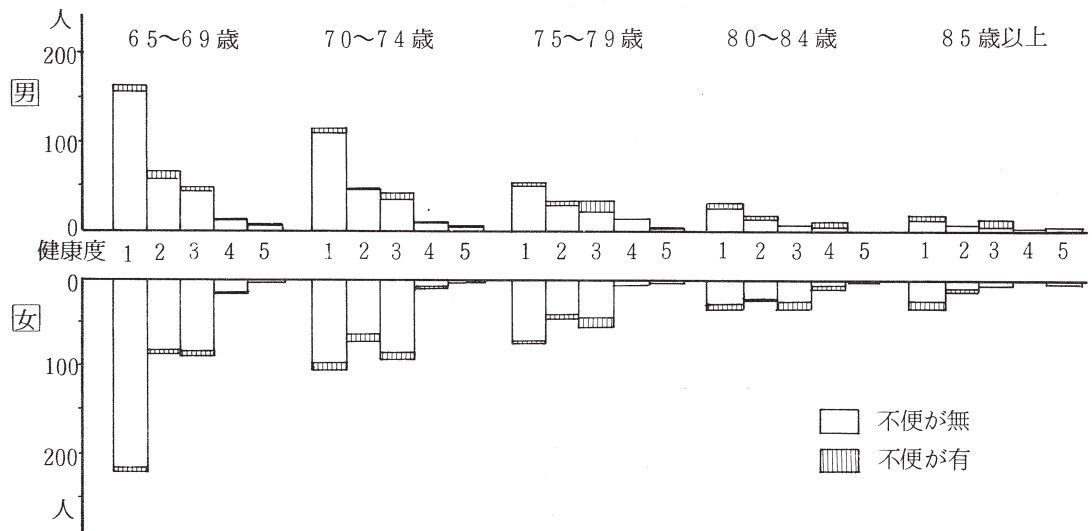 人
65～69歳 70～74歳 75～79歳 80～84歳 85歳以上
200
男
100
0
健康度 1 2 3 4 5 1 2 3 4 5 1 2 3 4 5 1 2 3 4 5 1 2 3 4 5
0
女
100
不便が無
200 不便が有
人